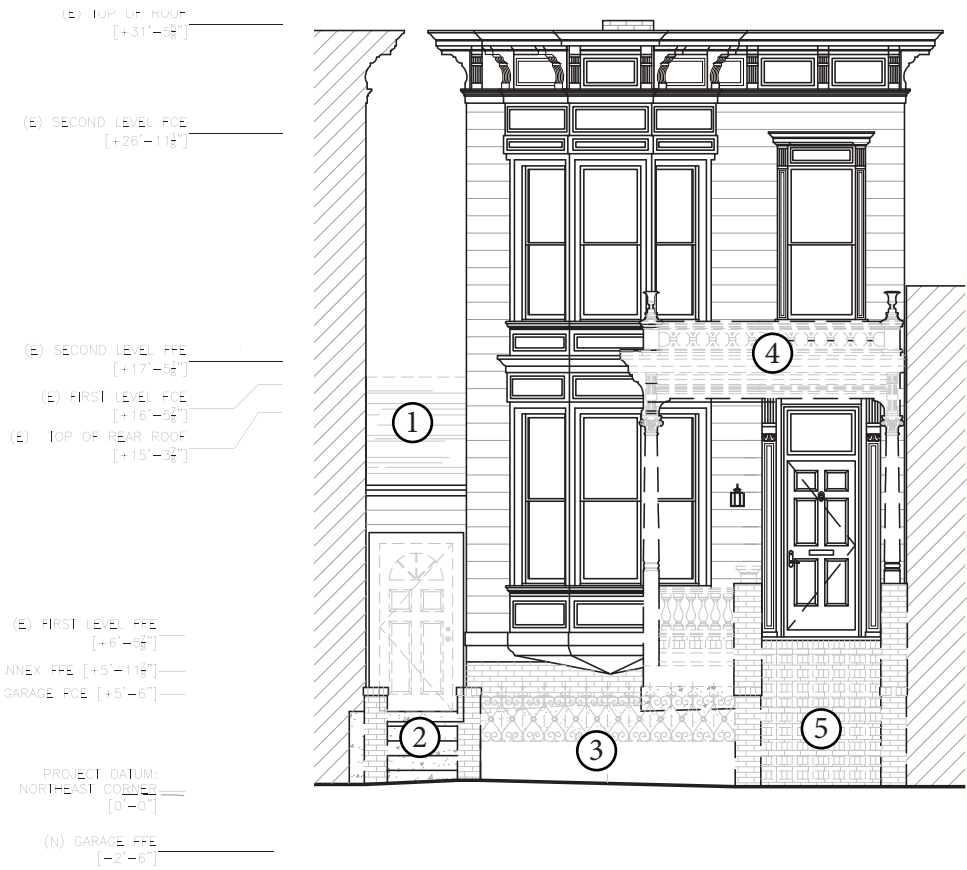 (E) TOP OF ROOF
[+31'-5⅝"]
(E) SECOND LEVEL FCE
[+26'-11⅛"]
(E) SECOND LEVEL FFE
[+17'-5⅛"]
(E) FIRST LEVEL FCE
[+16'-5⅞"]
(E) TOP OF REAR ROOF
[+15'-3⅞"]
(E) FIRST LEVEL FFE
[+6'-5⅞"]
NNEX FFE [+5'-11⅞"]
GARAGE FCE [+5'-6"]
PROJECT DATUM:
NORTHEAST CORNER
[0'-0"]
(N) GARAGE FFE
[-2'-6"]
1
2
3
4
5